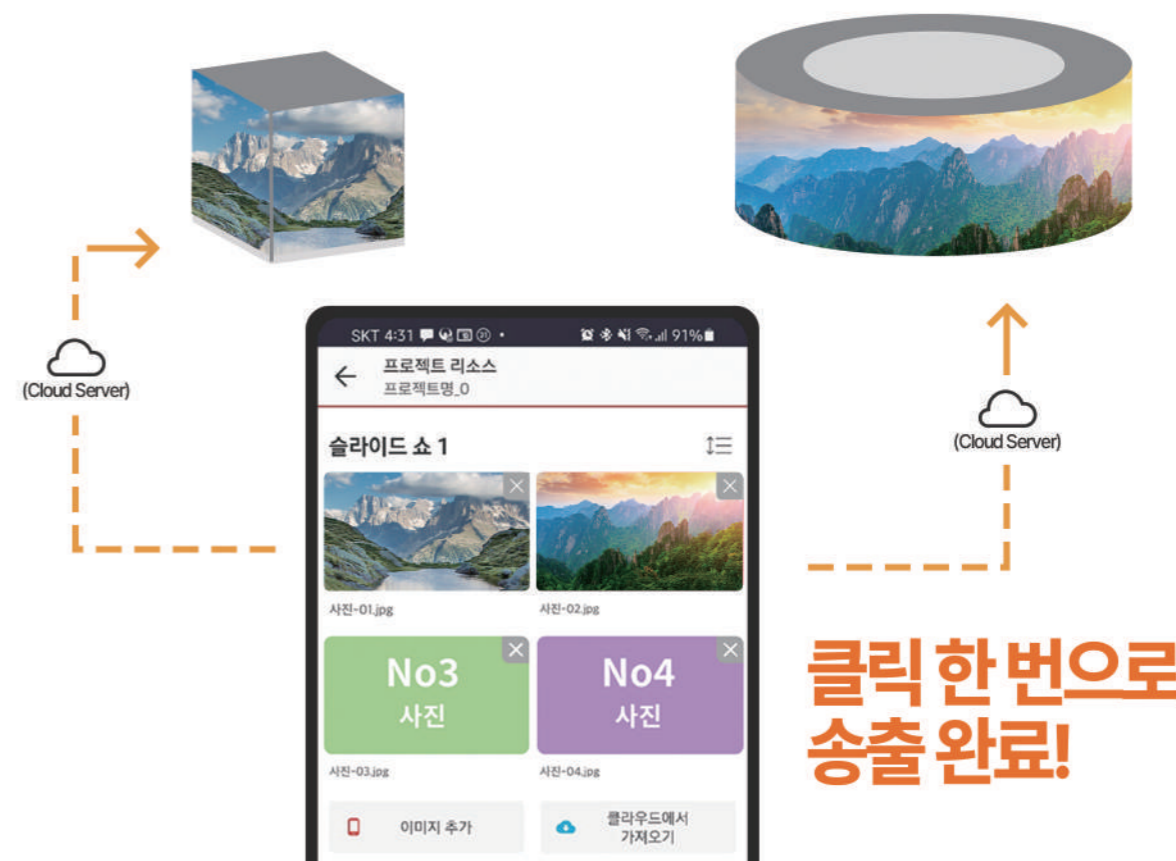 (Cloud Server)
(Cloud Server)
SKT 4:31
91%
프로젝트 리소스
프로젝트명_0
슬라이드 쇼 1
사진-01.jpg
사진-02.jpg
No3
사진
No4
사진
사진-03.jpg
사진-04.jpg
이미지 추가
클라우드에서
가져오기
클릭 한 번으로
송출 완료!